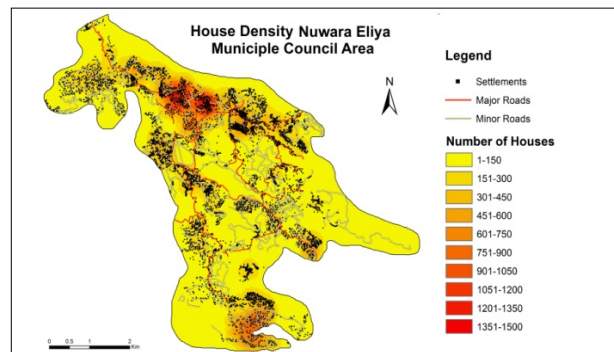 House Density Nuwara Eliya
Municiple Council Area
N
Legend
Settlements
Major Roads
Minor Roads
Number of Houses
1-150
151-300
301-450
451-600
601-750
751-900
901-1050
1051-1200
1201-1350
1351-1500
0 0.5 1 2
Km